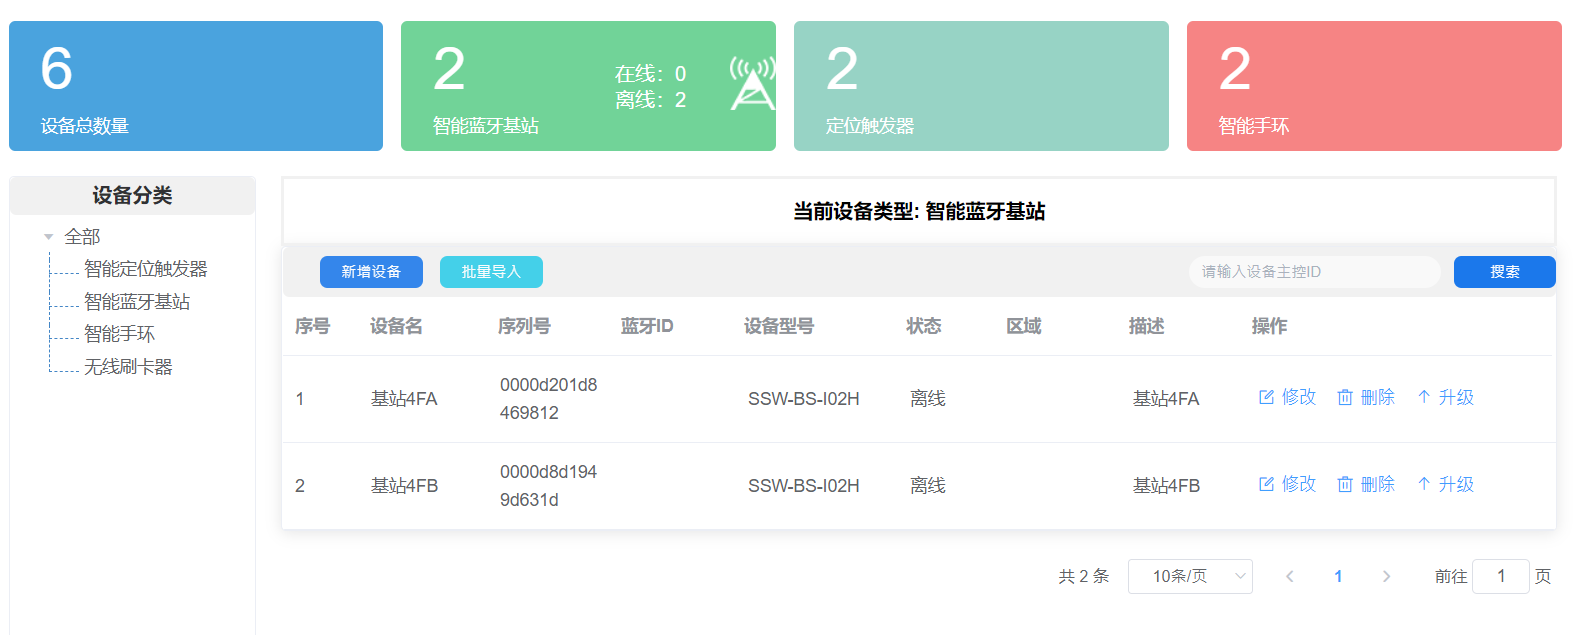 6
设备总数量
2
在线：0
离线：2
智能蓝牙基站
2
定位触发器
2
智能手环
设备分类
全部
智能定位触发器
智能蓝牙基站
智能手环
无线刷卡器
当前设备类型: 智能蓝牙基站
新增设备 批量导入 请输入设备主控ID 搜索
序号 设备名 序列号 蓝牙ID 设备型号 状态 区域 描述 操作
1 基站4FA 0000d201d8469812 SSW-BS-I02H 离线 基站4FA 修改 删除 升级
2 基站4FB 0000d8d1949d631d SSW-BS-I02H 离线 基站4FB 修改 删除 升级
共 2 条 10条/页 1 前往 1 页